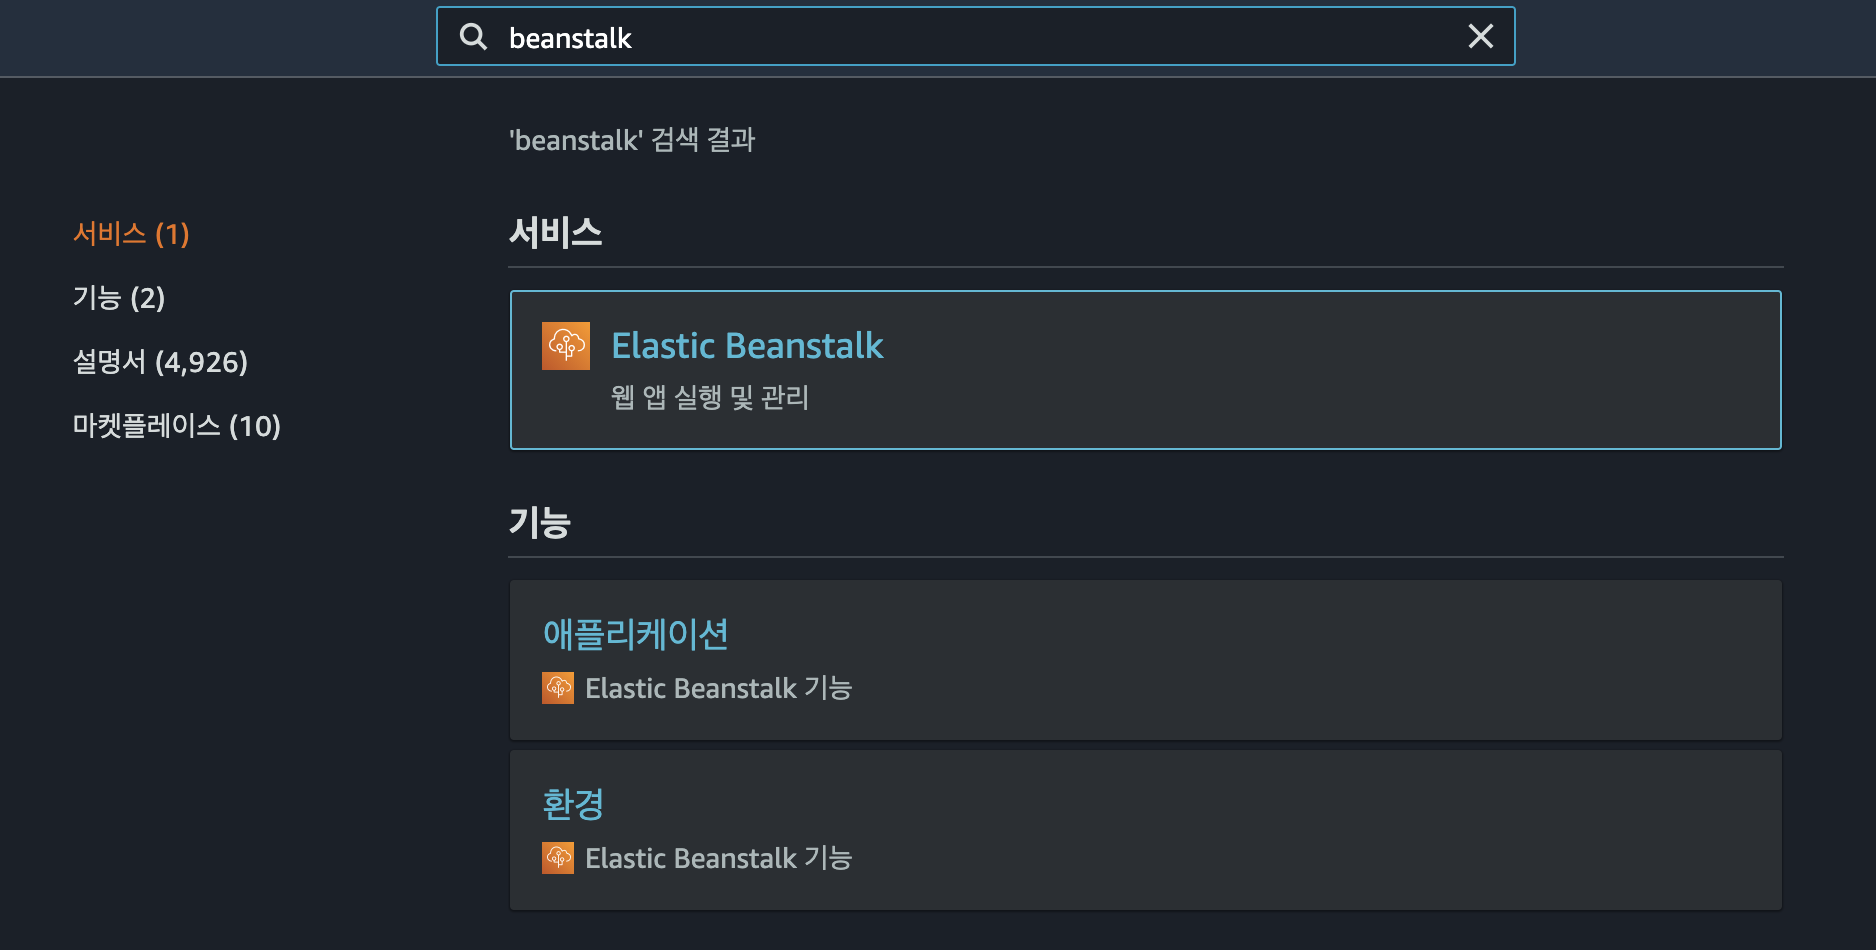 beanstalk
'beanstalk' 검색 결과
서비스 (1)
기능 (2)
설명서 (4,926)
마켓플레이스 (10)
서비스
Elastic Beanstalk
웹 앱 실행 및 관리
기능
애플리케이션
Elastic Beanstalk 기능
환경
Elastic Beanstalk 기능